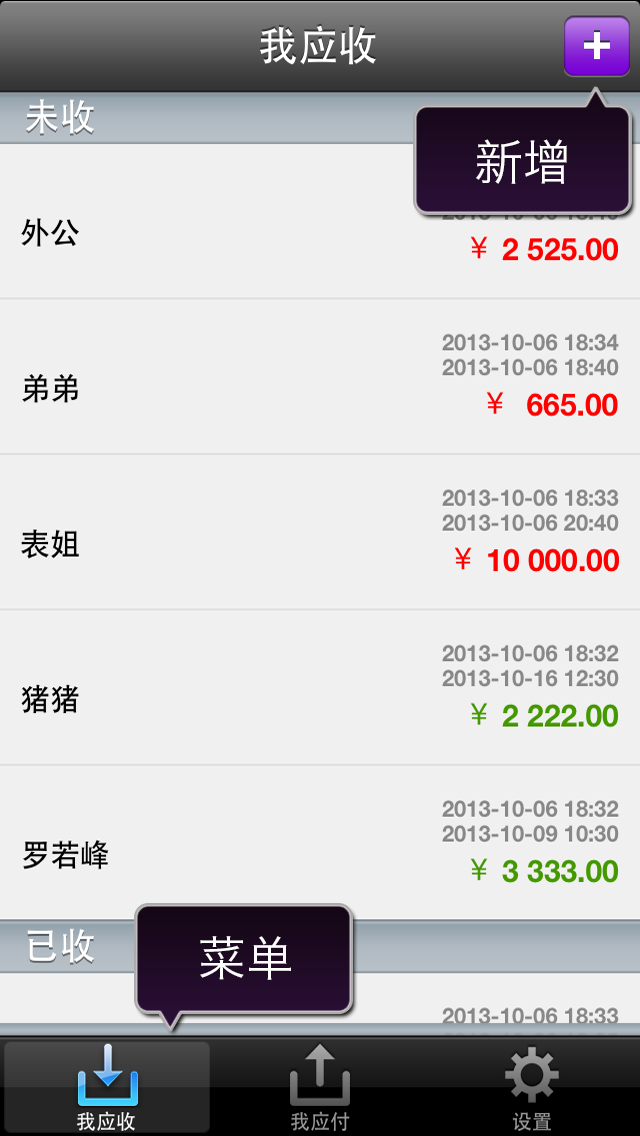 我应收
+
未收
新增
外公
¥ 2 525.00
2013-10-06 18:34
2013-10-06 18:40
弟弟
¥ 665.00
2013-10-06 18:33
2013-10-06 20:40
表姐
¥ 10 000.00
2013-10-06 18:32
2013-10-16 12:30
猪猪
¥ 2 222.00
2013-10-06 18:32
2013-10-09 10:30
罗若峰
¥ 3 333.00
已收
菜单
2013-10-06 18:33
我应收
我应付
设置